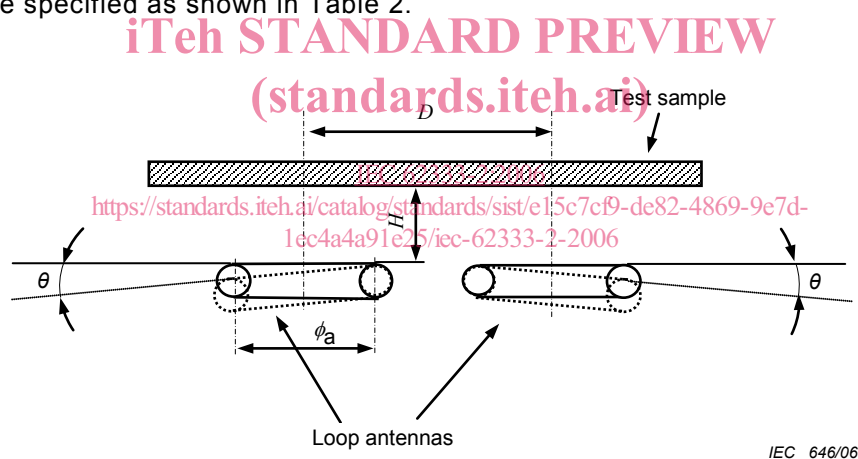 e specified as shown in Table 2.
iTeh STANDARD PREVIEW
(standards.iteh.ai)
Test sample
D
IEC 62333-2:2006
https://standards.iteh.ai/catalog/standards/sist/e15c7cf9-de82-4869-9e7d-
1ec4a4a91e25/iec-62333-2-2006
H
θ
θ
ϕa
Loop antennas
IEC 646/06